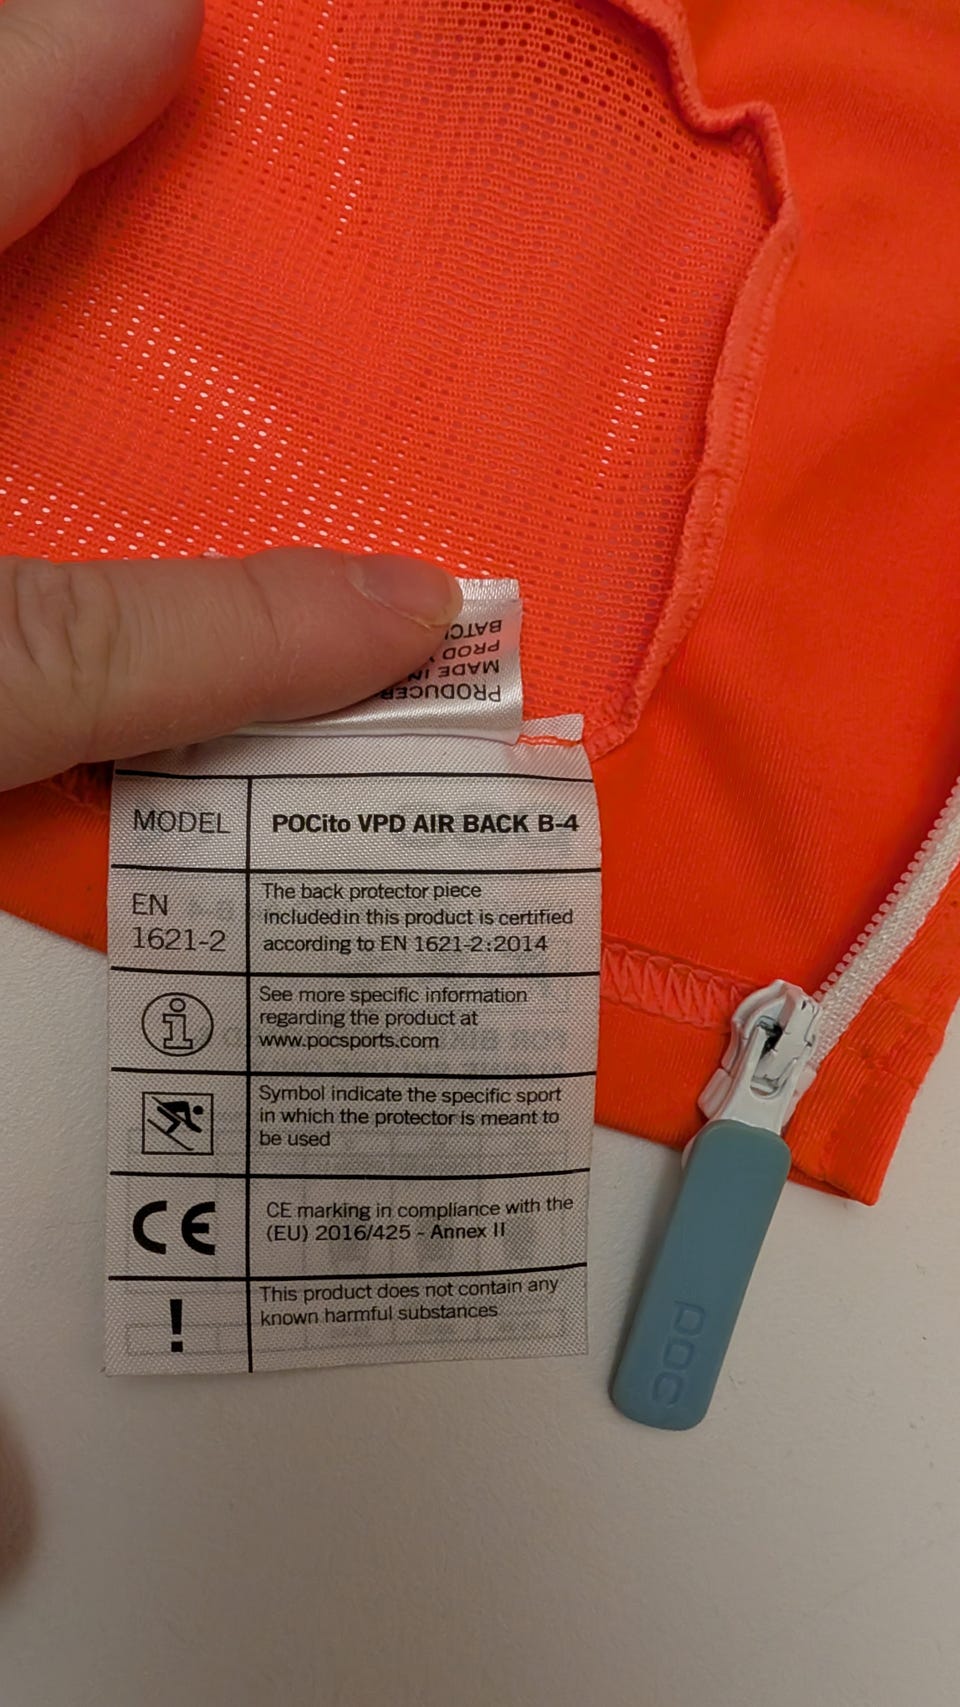 BATC
PROD
MADE IN
PRODUCER
MODEL
POCito VPD AIR BACK B-4
EN
1621-2
The back protector piece
included in this product is certified
according to EN 1621-2:2014
i
See more specific information
regarding the product at
www.pocsports.com
Symbol indicate the specific sport
in which the protector is meant to
be used
CE
CE marking in compliance with the
(EU) 2016/425 - Annex II
!
This product does not contain any
known harmful substances
POC